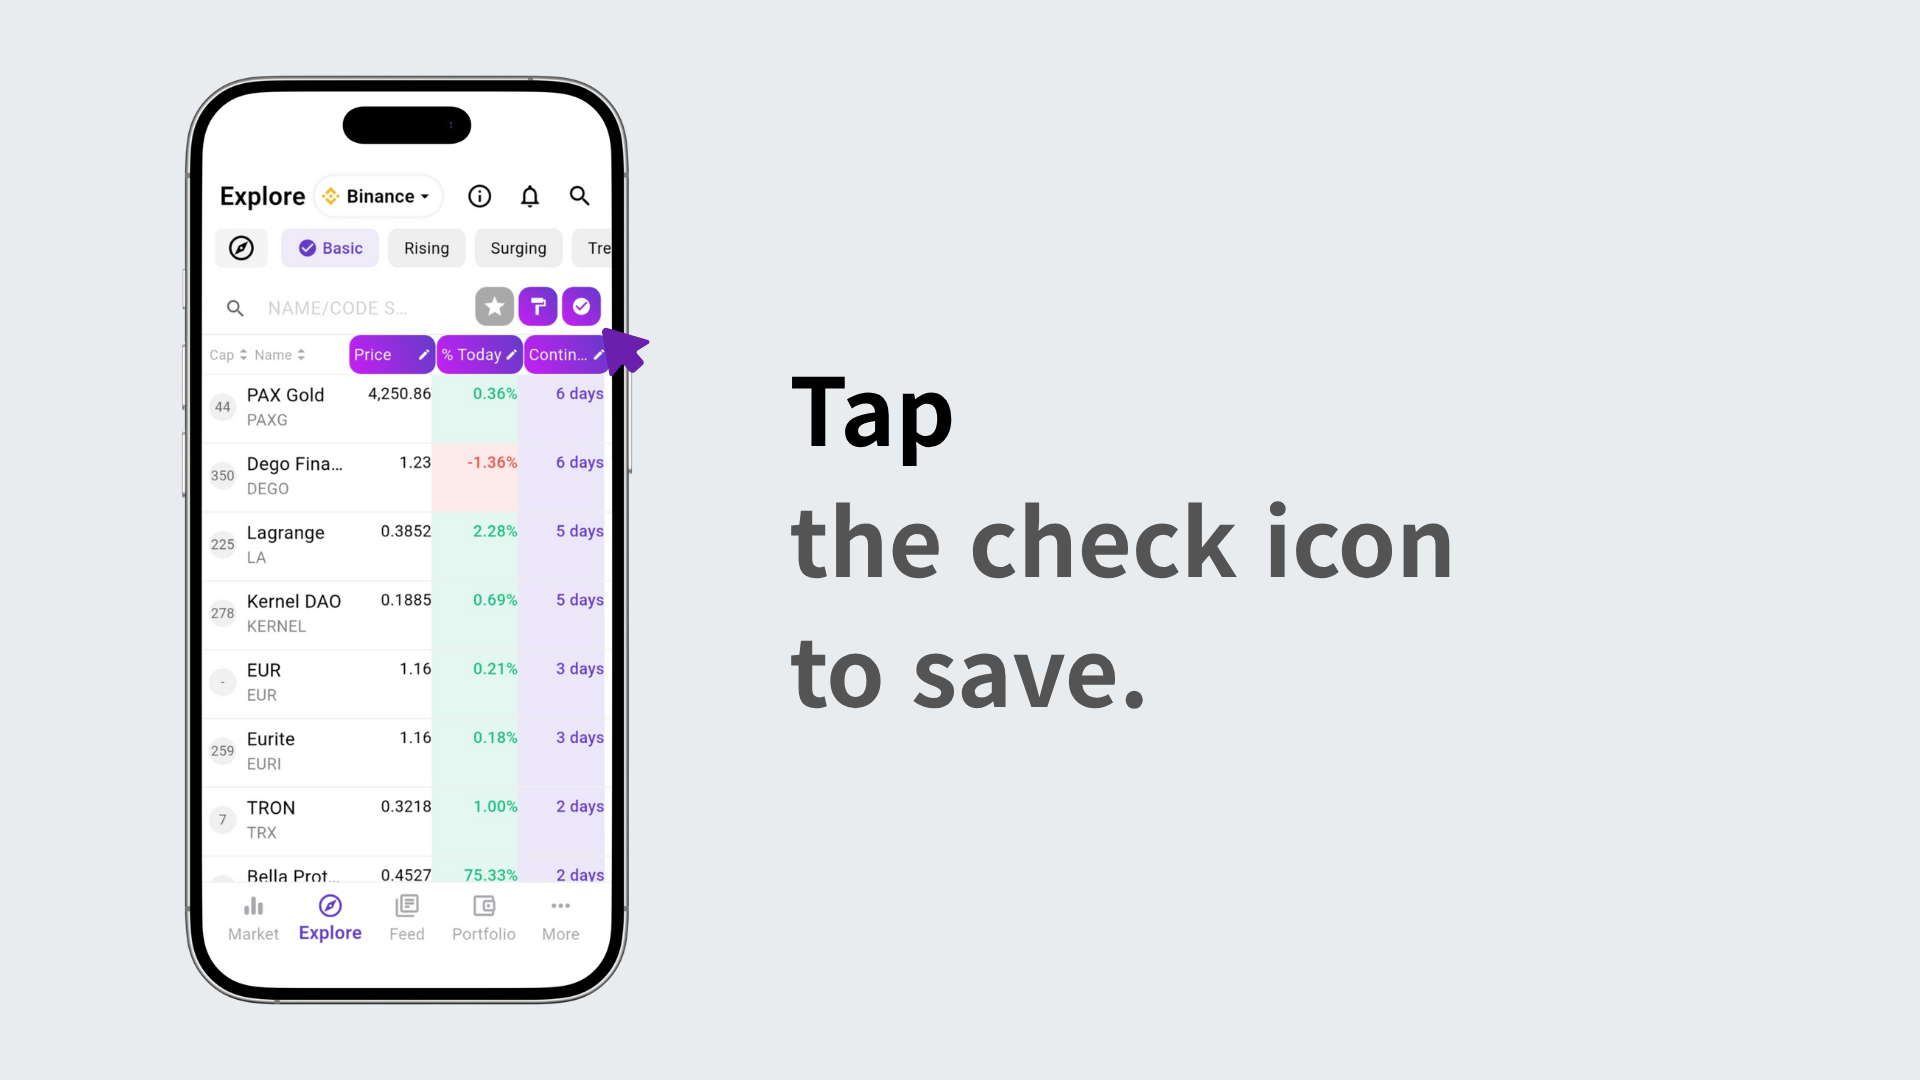 Explore Binance
Basic Rising Surging Tre
NAME/CODE S...
Cap Name Price % Today Contin...
44 PAX Gold 4,250.86 0.36% 6 days
PAXG
350 Dego Fina... 1.23 -1.36% 6 days
DEGO
225 Lagrange 0.3852 2.28% 5 days
LA
278 Kernel DAO 0.1885 0.69% 5 days
KERNEL
- EUR 1.16 0.21% 3 days
EUR
259 Eurite 1.16 0.18% 3 days
EURI
7 TRON 0.3218 1.00% 2 days
TRX
Bella Prot... 0.4527 75.33% 2 days
Market Explore Feed Portfolio More
Tap
the check icon
to save.